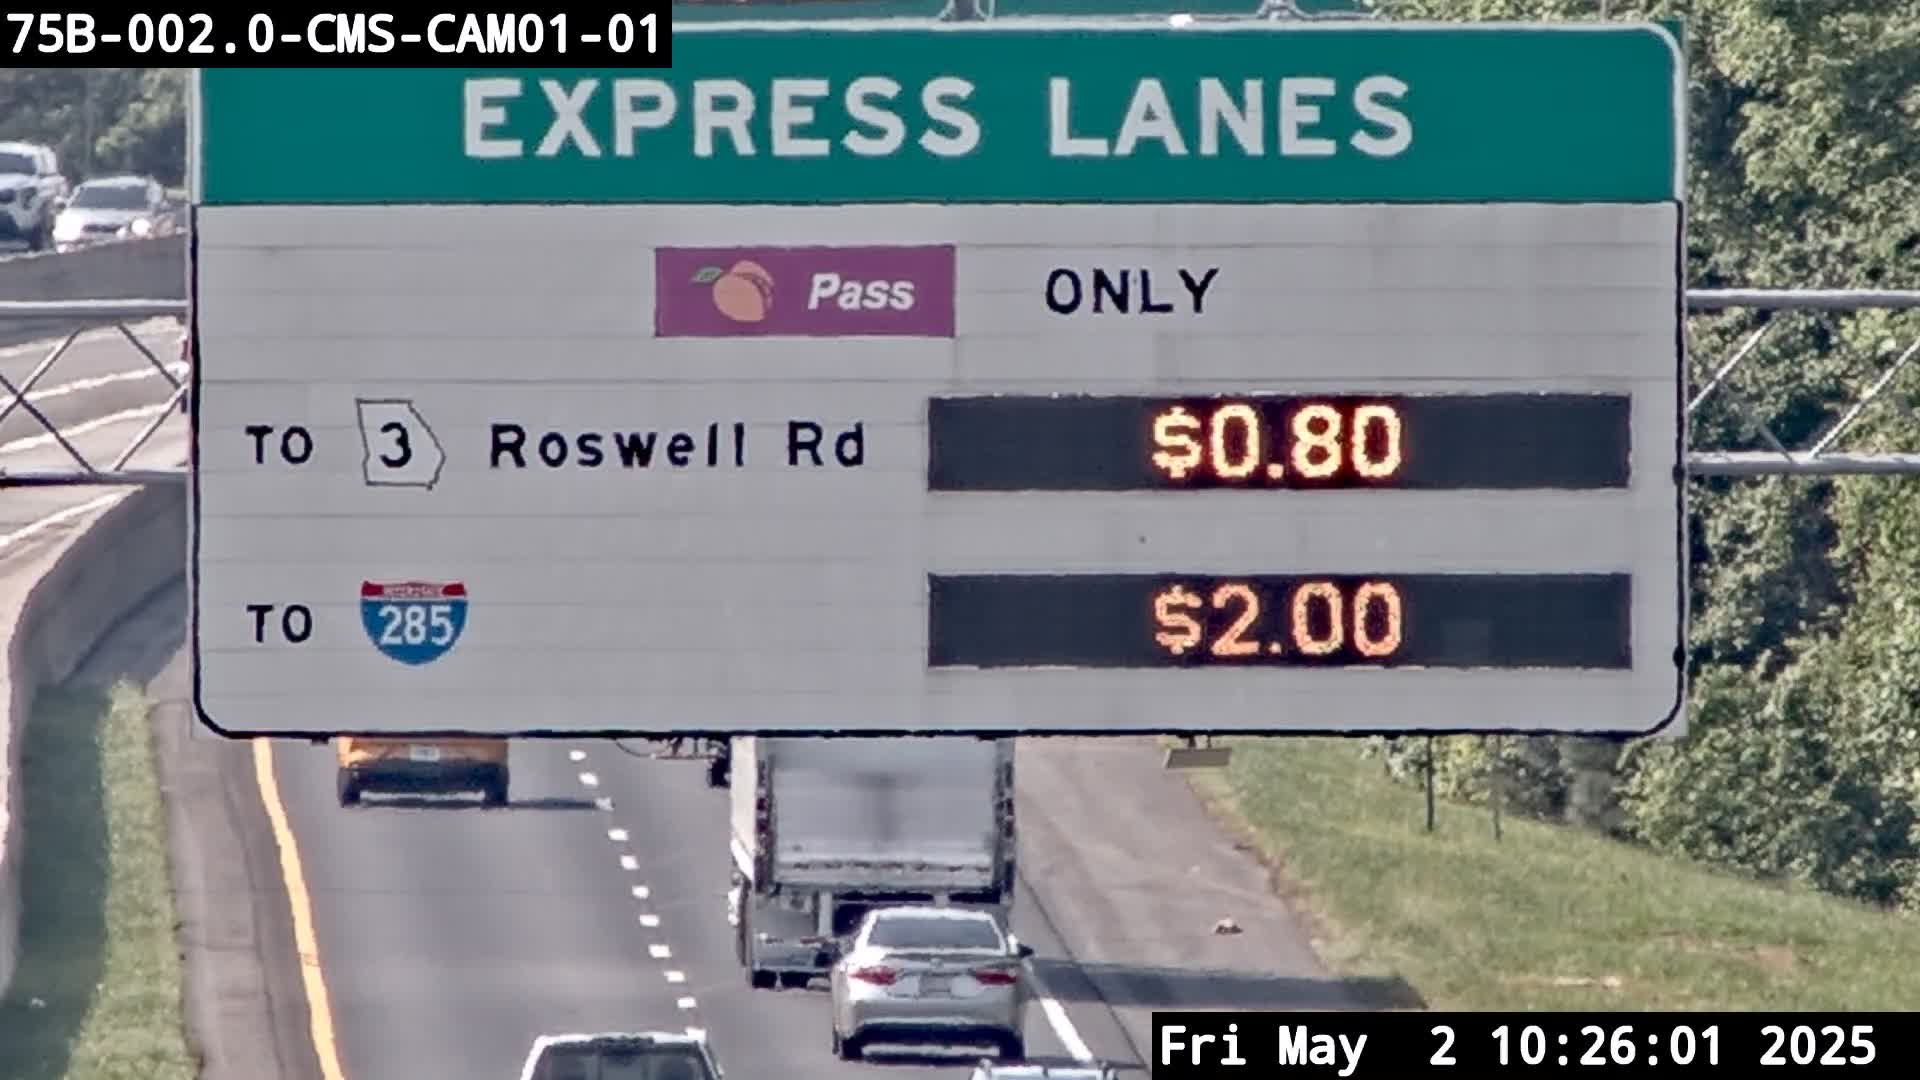 75B-002.0-CMS-CAM01-01
EXPRESS LANES
Pass ONLY
TO 3 Roswell Rd $0.80
INTERSTATE
TO 285 $2.00
Fri May 2 10:26:01 2025